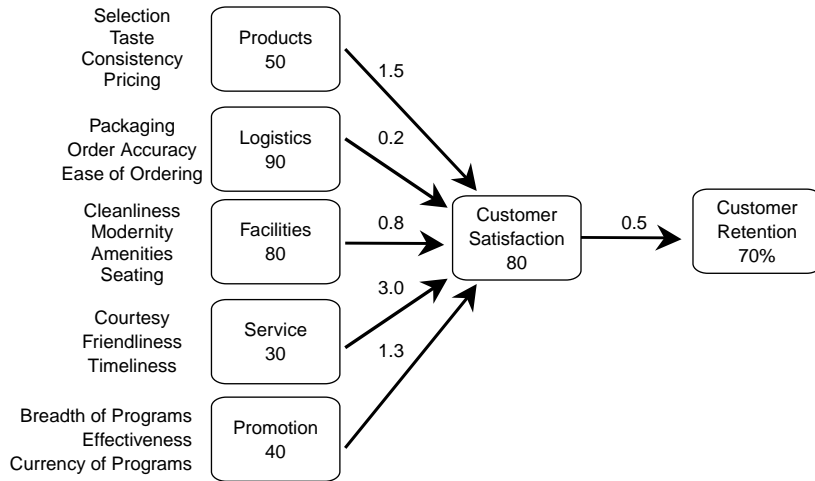 Selection
Taste
Consistency
Pricing
Products
50
1.5
Packaging
Order Accuracy
Ease of Ordering
Logistics
90
0.2
Cleanliness
Modernity
Amenities
Seating
Facilities
80
0.8
Courtesy
Friendliness
Timeliness
Service
30
3.0
Breadth of Programs
Effectiveness
Currency of Programs
Promotion
40
1.3
Customer
Satisfaction
80
0.5
Customer
Retention
70%